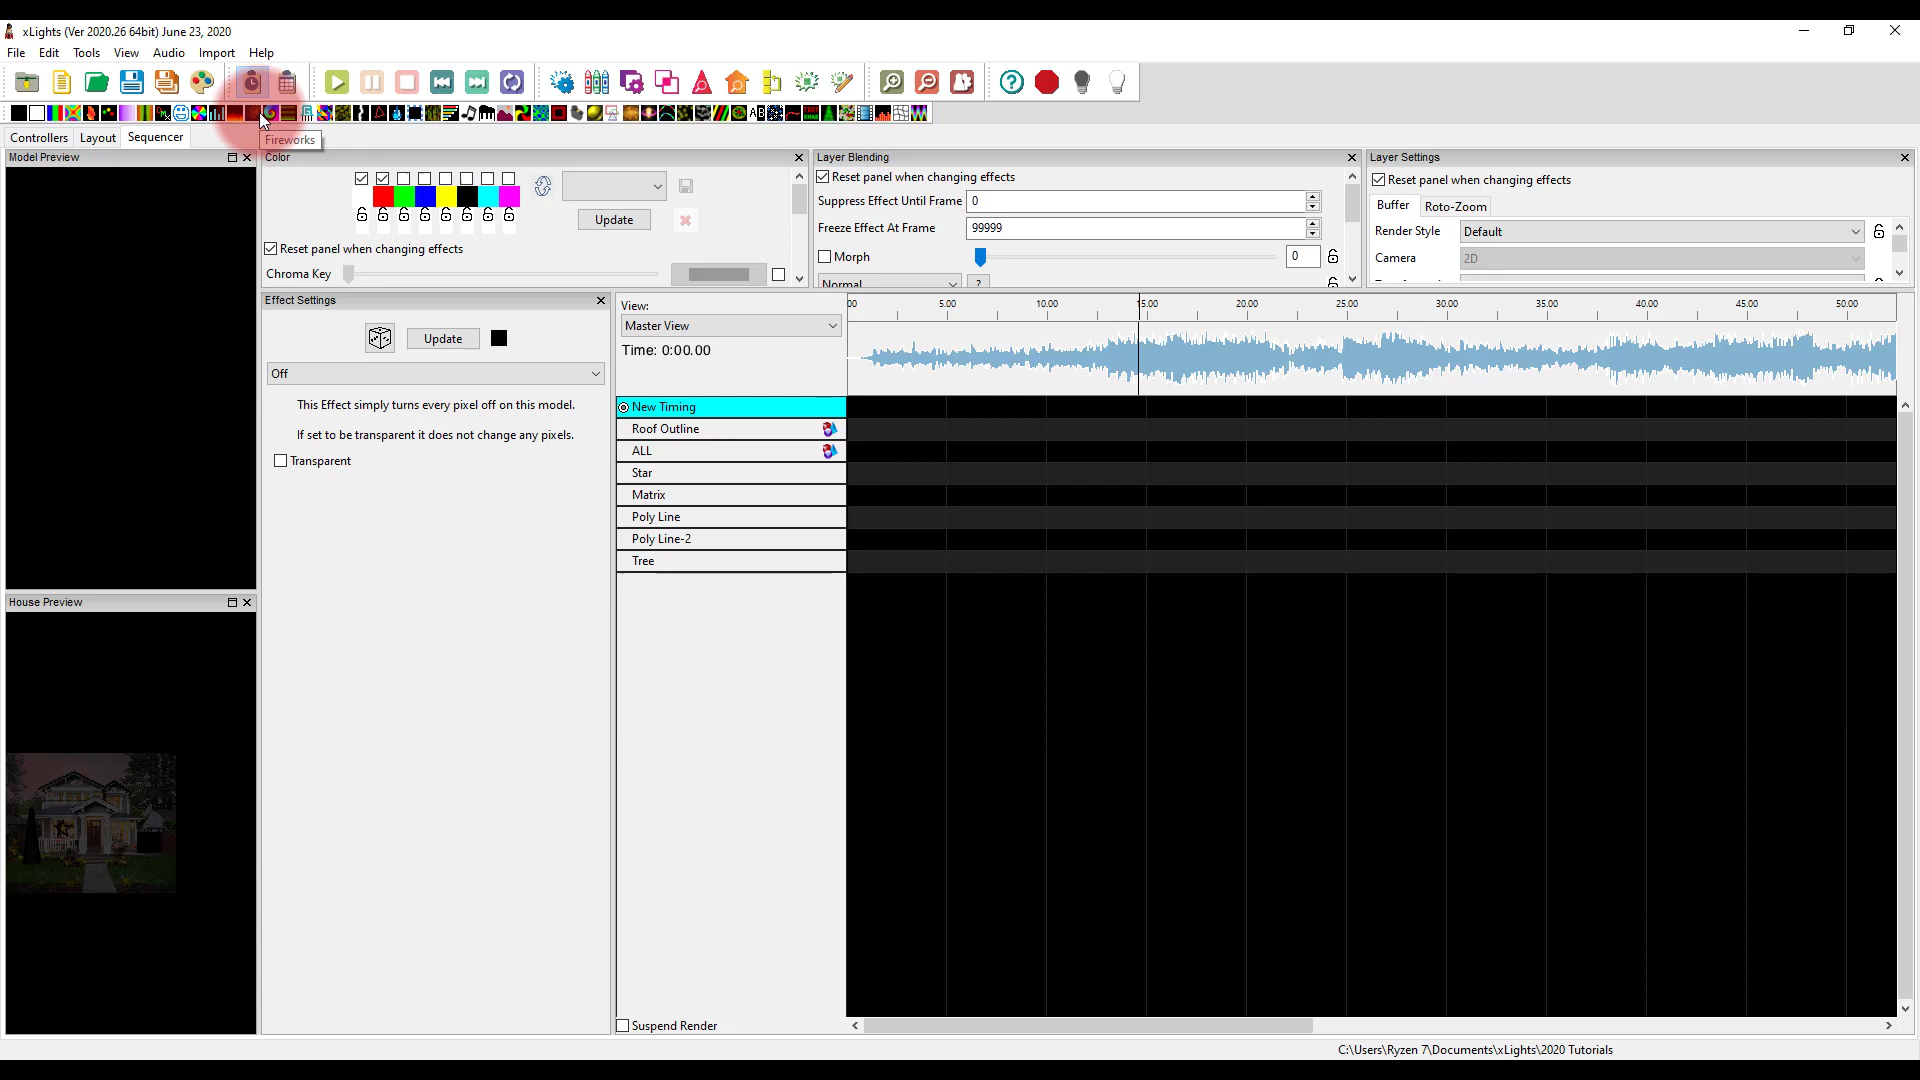 xLights (Ver 2020.26 64bit) June 23, 2020
File Edit Tools View Audio Import Help
Controllers Layout Sequencer
Fireworks
Model Preview
Color
Update
Reset panel when changing effects
Chroma Key
Layer Blending
Reset panel when changing effects
Suppress Effect Until Frame 0
Freeze Effect At Frame 99999
Morph 0
Normal ?
Layer Settings
Reset panel when changing effects
Buffer Roto-Zoom
Render Style Default
Camera 2D
Effect Settings
Update
Off
This Effect simply turns every pixel off on this model.
If set to be transparent it does not change any pixels.
Transparent
View:
Master View
Time: 0:00.00
00 5.00 10.00 15.00 20.00 25.00 30.00 35.00 40.00 45.00 50.00
New Timing
Roof Outline
ALL
Star
Matrix
Poly Line
Poly Line-2
Tree
House Preview
Suspend Render
C:\Users\Ryzen 7\Documents\xLights\2020 Tutorials